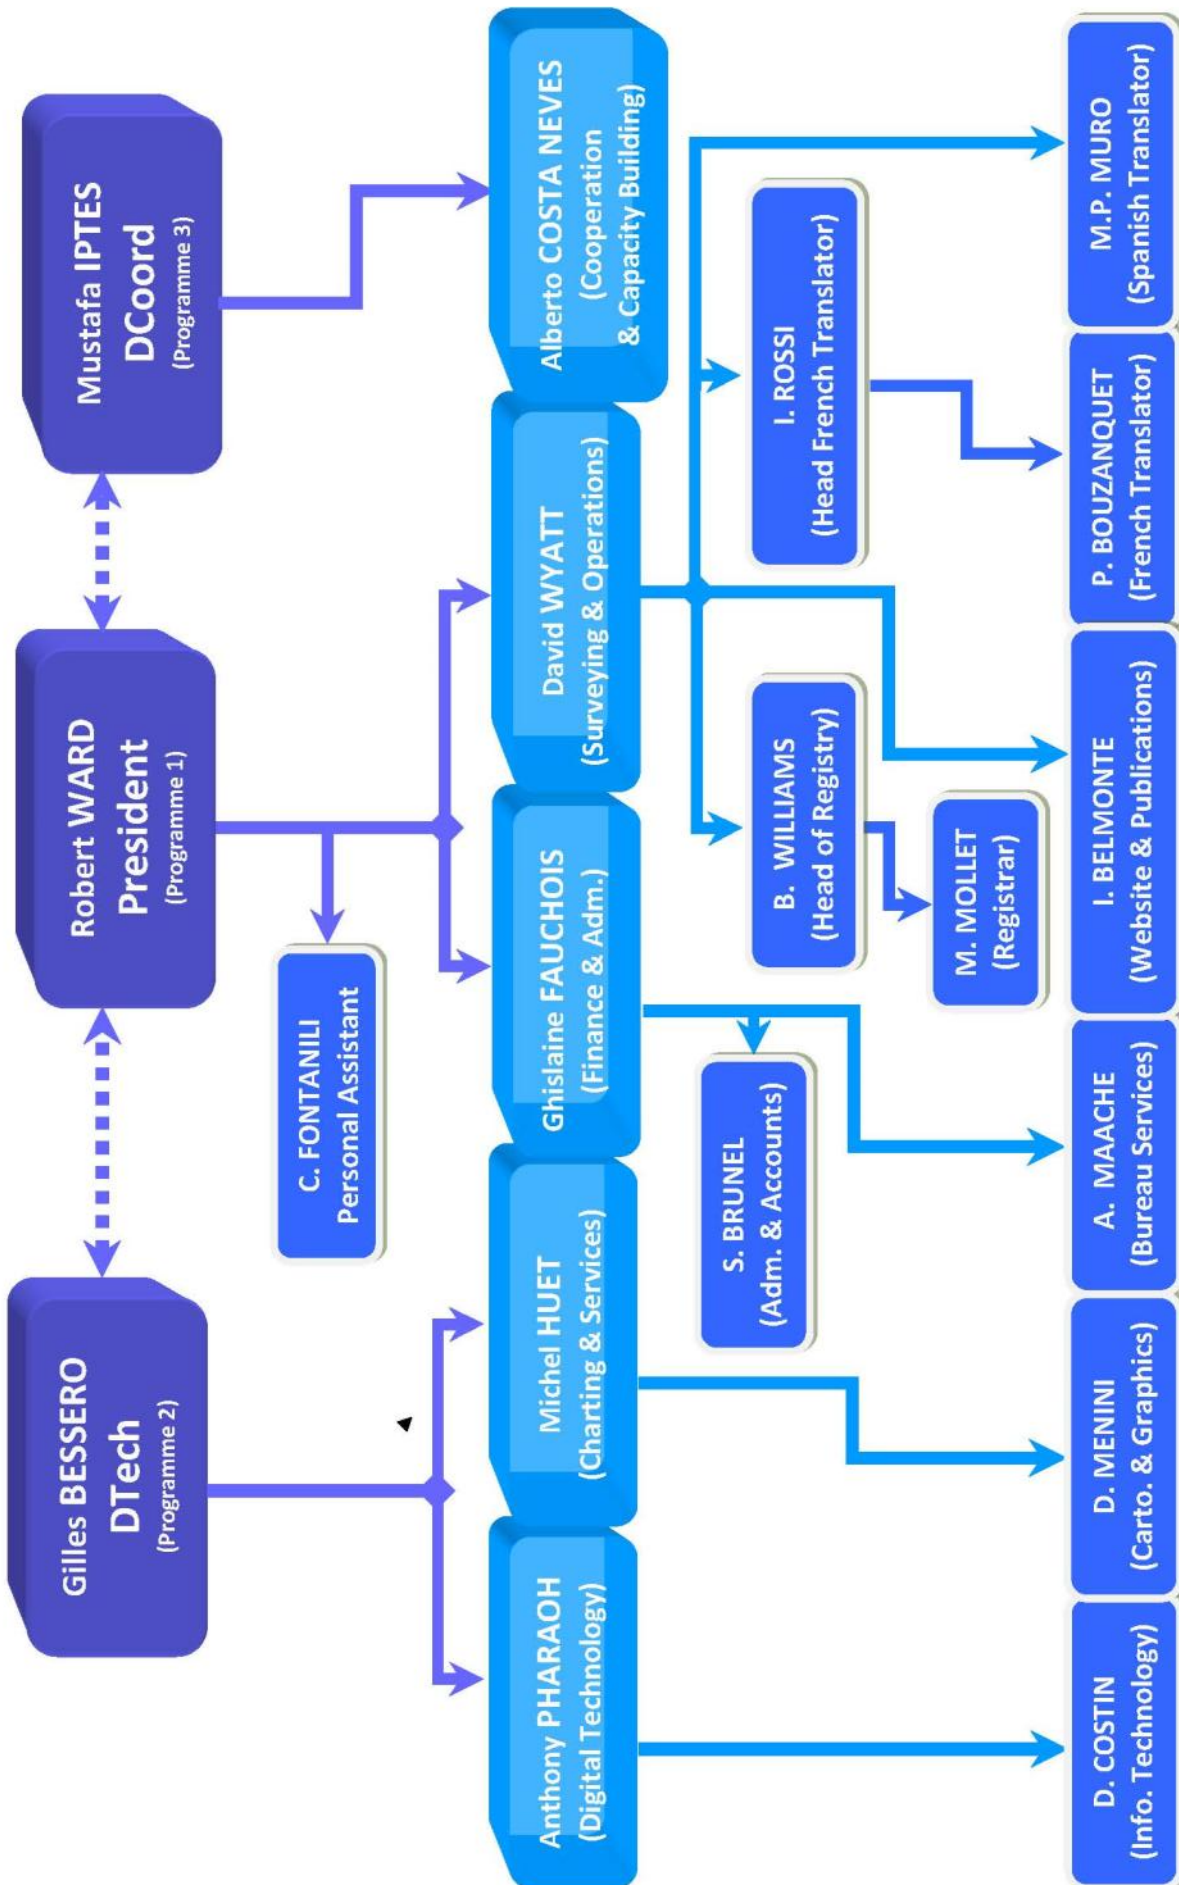 Gilles BESSERO
DTech
(Programme 2)
Robert WARD
President
(Programme 1)
Mustafa IPTES
DCoord
(Programme 3)
C. FONTANILI
Personal Assistant
Anthony PHARAOH
(Digital Technology)
Michel HUET
(Charting & Services)
Ghislaine FAUCHOIS
(Finance & Adm.)
David WYATT
(Surveying & Operations)
Alberto COSTA NEVES
(Cooperation
& Capacity Building)
S. BRUNEL
(Adm. & Accounts)
B. WILLIAMS
(Head of Registry)
I. ROSSI
(Head French Translator)
M. MOLLET
(Registrar)
D. COSTIN
(Info. Technology)
D. MENINI
(Carto. & Graphics)
A. MAACHE
(Bureau Services)
I. BELMONTE
(Website & Publications)
P. BOUZANQUET
(French Translator)
M.P. MURO
(Spanish Translator)